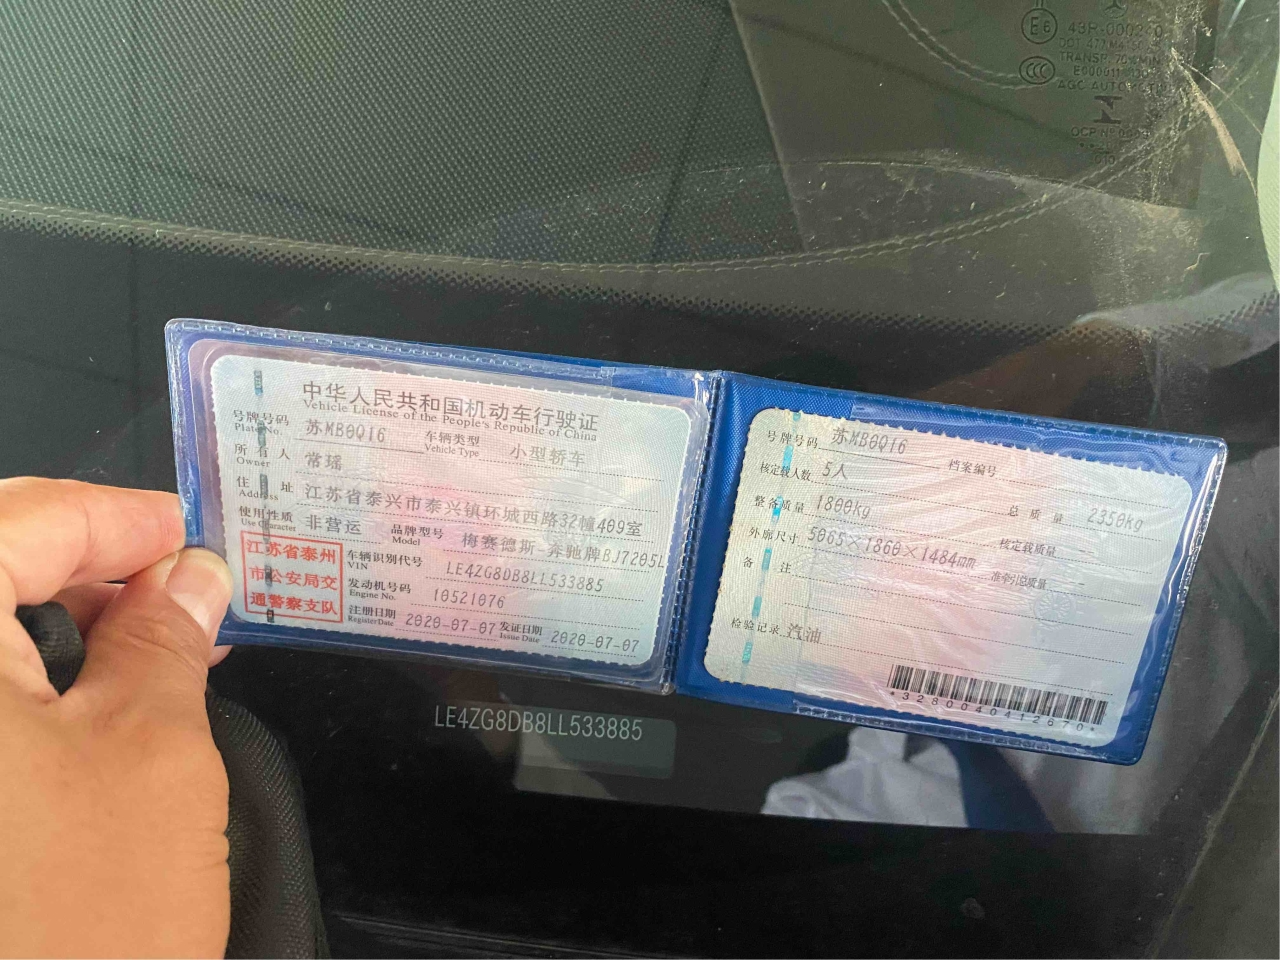 E6 43R-000240
TRANSP. 70%MIN
CCC
AGC AUTOMOTIVE
中华人民共和国机动车行驶证
Vehicle License of the People's Republic of China
号牌号码 苏MB0Q16 车辆类型 小型轿车
Plate No. Vehicle Type
所有人 常瑶
Owner
住址 江苏省泰兴市泰兴镇环城西路32幢409室
Address
使用性质 非营运 品牌型号 梅赛德斯-奔驰牌BJ7205L
Use Character Model
江苏省泰州
市公安局交
通警察支队
车辆识别代号 LE4ZG8DB8LL533885
VIN
发动机号码 10521076
Engine No.
注册日期 2020-07-07 发证日期 2020-07-07
Register Date Issue Date
号牌号码 苏MB0Q16 档案编号
核定载人数 5人 总质量 2350kg
整备质量 1800kg 核定载质量 --
外廓尺寸 5065×1860×1484mm 准牵引总质量 --
备注
检验记录 汽油
*3280040412670*
LE4ZG8DB8LL533885